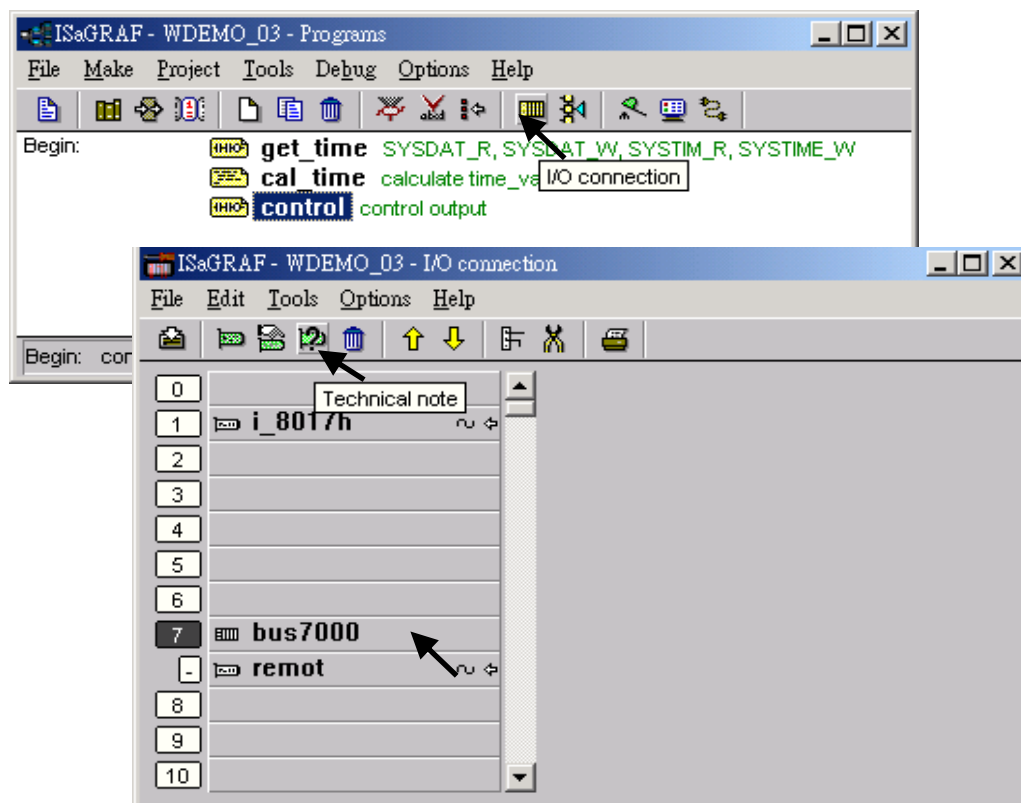 ISaGRAF - WDEMO_03 - Programs
File Make Project Tools Debug Options Help
Begin: get_time SYSDAT_R, SYSDAT_W, SYSTIM_R, SYSTIME_W
cal_time calculate time_va
I/O connection
control control output
Begin: cor
ISaGRAF - WDEMO_03 - I/O connection
File Edit Tools Options Help
Technical note
0
1 i_8017h
2
3
4
5
6
7 bus7000
- remot
8
9
10